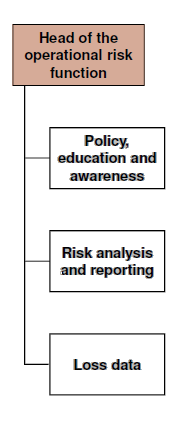 Head of the
operational risk
function
Policy,
education and
awareness
Risk analysis
and reporting
Loss data